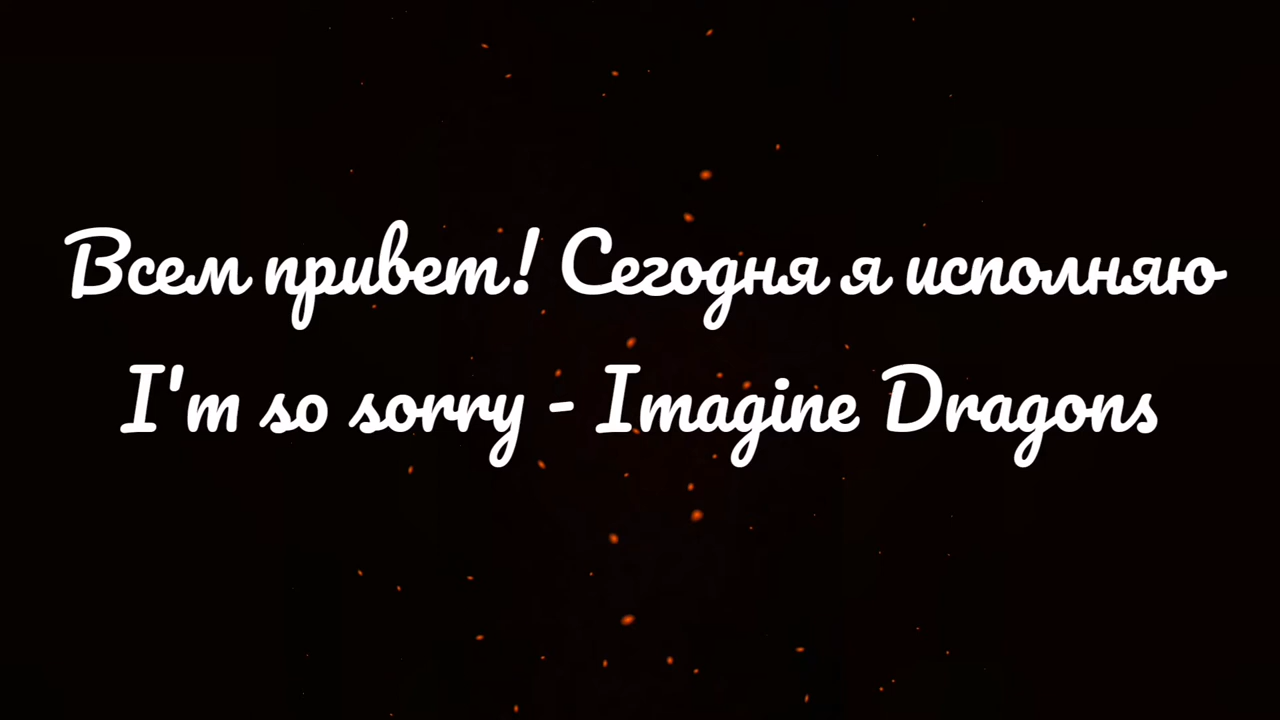 Всем привет! Сегодня я исполняю
I'm so sorry - Imagine Dragons